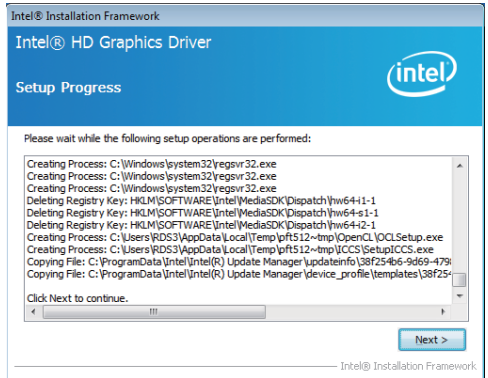 Intel® Installation Framework
Intel® HD Graphics Driver
intel
Setup Progress
Please wait while the following setup operations are performed:
Creating Process: C:\Windows\system32\regsvr32.exe
Creating Process: C:\Windows\system32\regsvr32.exe
Creating Process: C:\Windows\system32\regsvr32.exe
Deleting Registry Key: HKLM\SOFTWARE\Intel\MediaSDK\Dispatch\hw64-i1-1
Deleting Registry Key: HKLM\SOFTWARE\Intel\MediaSDK\Dispatch\hw64-s1-1
Deleting Registry Key: HKLM\SOFTWARE\Intel\MediaSDK\Dispatch\hw64-i2-1
Creating Process: C:\Users\RDS3\AppData\Local\Temp\pft512~tmp\OpenCL\OCLSetup.exe
Creating Process: C:\Users\RDS3\AppData\Local\Temp\pft512~tmp\ICCS\SetupICCS.exe
Copying File: C:\ProgramData\Intel\Intel(R) Update Manager\updateinfo\38f254b6-9d69-479
Copying File: C:\ProgramData\Intel\Intel(R) Update Manager\device_profile\templates\38f254
Click Next to continue.
Next >
Intel® Installation Framework